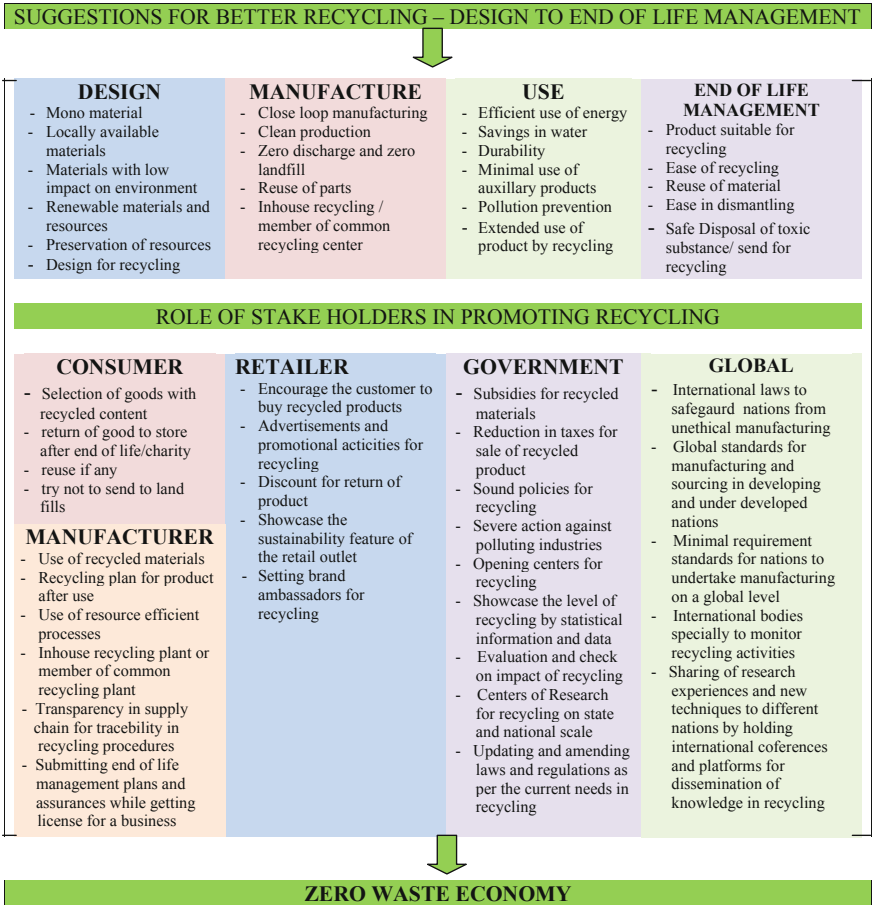 SUGGESTIONS FOR BETTER RECYCLING – DESIGN TO END OF LIFE MANAGEMENT
DESIGN
- Mono material
- Locally available
materials
- Materials with low
impact on environment
- Renewable materials and
resources
- Preservation of resources
- Design for recycling
MANUFACTURE
- Close loop manufacturing
- Clean production
- Zero discharge and zero
landfill
- Reuse of parts
- Inhouse recycling /
member of common
recycling center
USE
- Efficient use of energy
- Savings in water
- Durability
- Minimal use of
auxillary products
- Pollution prevention
- Extended use of
product by recycling
END OF LIFE
MANAGEMENT
- Product suitable for
recycling
- Ease of recycling
- Reuse of material
- Ease in dismantling
- Safe Disposal of toxic
substance/ send for
recycling
ROLE OF STAKE HOLDERS IN PROMOTING RECYCLING
CONSUMER
- Selection of goods with
recycled content
- return of good to store
after end of life/charity
- reuse if any
- try not to send to land
fills
MANUFACTURER
- Use of recycled materials
- Recycling plan for product
after use
- Use of resource efficient
processes
- Inhouse recycling plant or
member of common
recycling plant
- Transparency in supply
chain for tracebility in
recycling procedures
- Submitting end of life
management plans and
assurances while getting
license for a business
RETAILER
- Encourage the customer to
buy recycled products
- Advertisements and
promotional acticities for
recycling
- Discount for return of
product
- Showcase the
sustainability feature of
the retail outlet
- Setting brand
ambassadors for
recycling
GOVERNMENT
- Subsidies for recycled
materials
- Reduction in taxes for
sale of recycled
product
- Sound policies for
recycling
- Severe action against
polluting industries
- Opening centers for
recycling
- Showcase the level of
recycling by statistical
information and data
- Evaluation and check
on impact of recycling
- Centers of Research
for recycling on state
and national scale
- Updating and amending
laws and regulations as
per the current needs in
recycling
GLOBAL
- International laws to
safegaurd nations from
unethical manufacturing
- Global standards for
manufacturing and
sourcing in developing
and under developed
nations
- Minimal requirement
standards for nations to
undertake manufacturing
on a global level
- International bodies
specially to monitor
recycling activities
- Sharing of research
experiences and new
techniques to different
nations by holding
international coferences
and platforms for
dissemination of
knowledge in recycling
ZERO WASTE ECONOMY